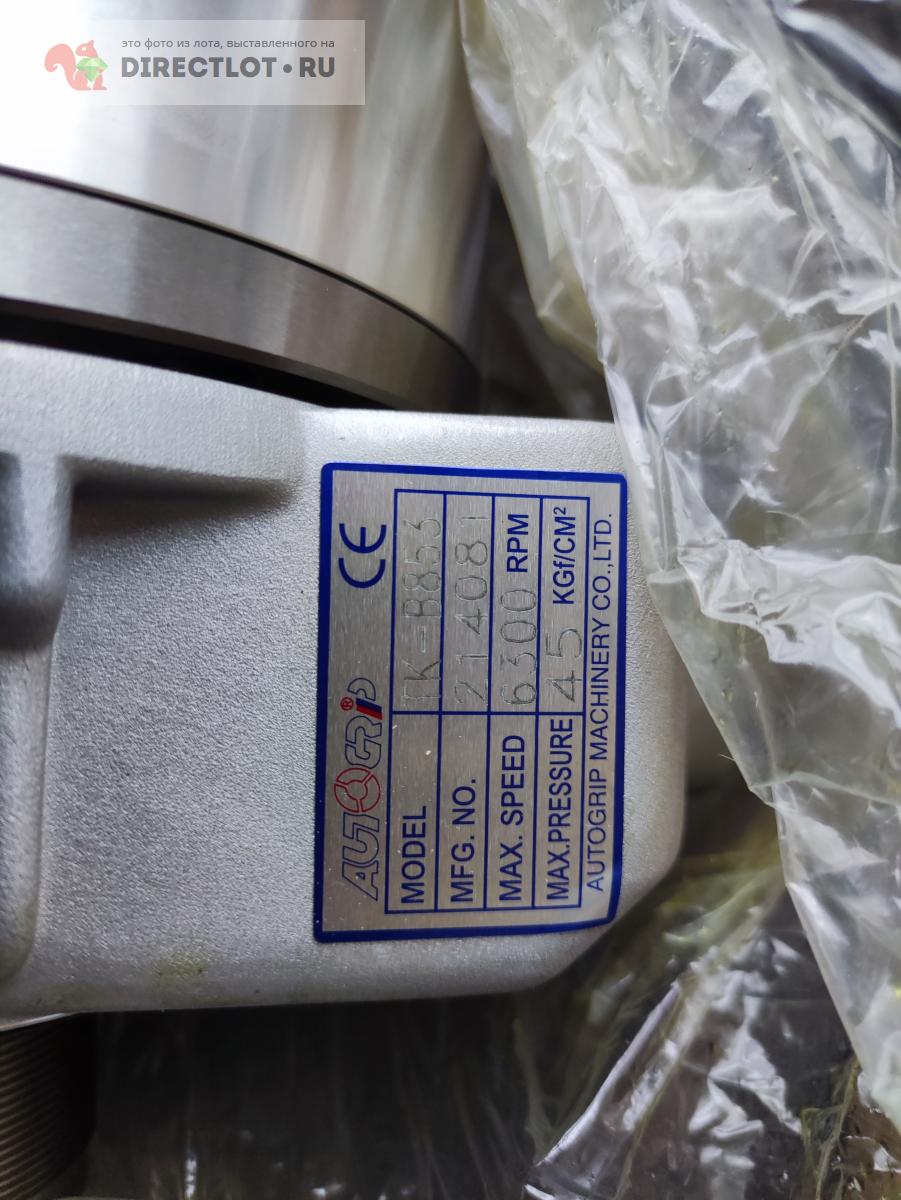 это фото из лота, выставленного на
DIRECTLOT•RU
AUTOGRIP® CE
MODEL TK-B853
MFG. NO. 214081
MAX. SPEED 6300 RPM
MAX.PRESSURE 45 KGf/CM²
AUTOGRIP MACHINERY CO.,LTD.